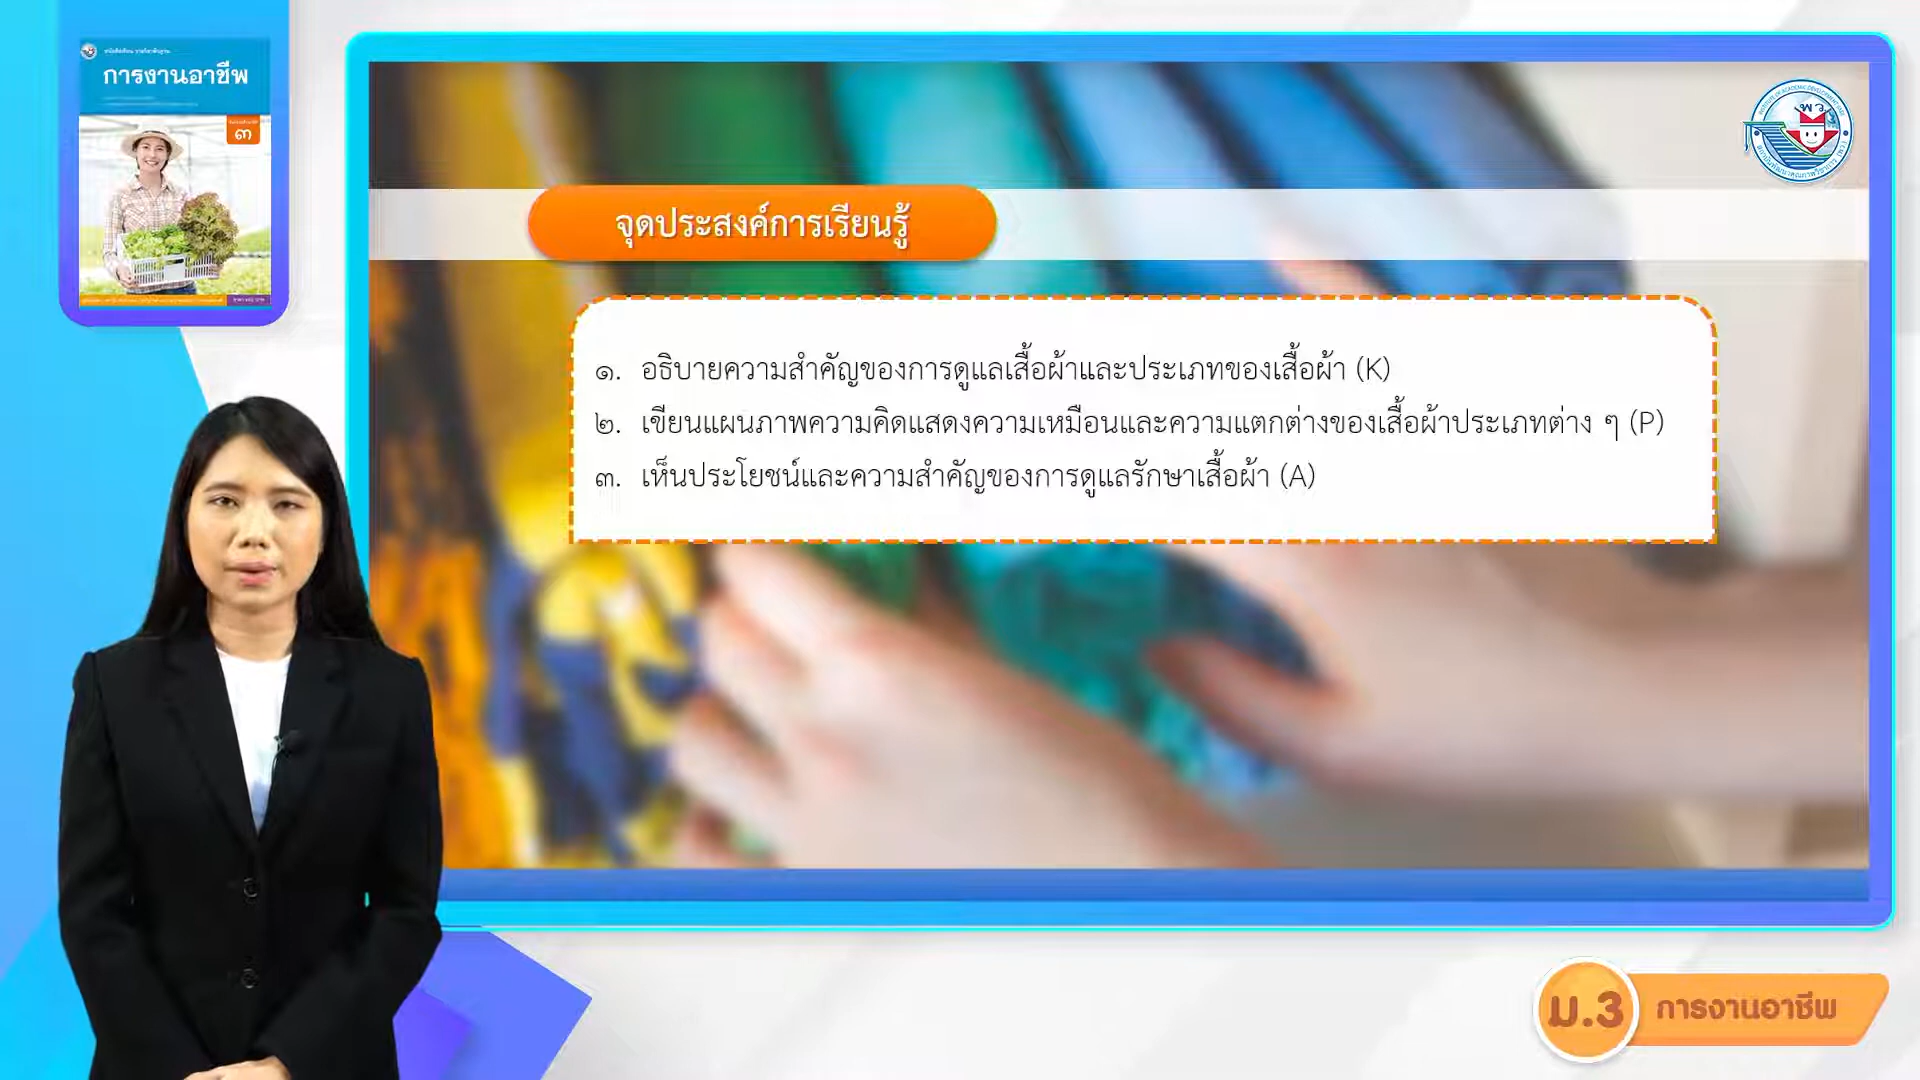 การงานอาชีพ
๓
พว.
จุดประสงค์การเรียนรู้
๑. อธิบายความสำคัญของการดูแลเสื้อผ้าและประเภทของเสื้อผ้า (K)
๒. เขียนแผนภาพความคิดแสดงความเหมือนและความแตกต่างของเสื้อผ้าประเภทต่าง ๆ (P)
๓. เห็นประโยชน์และความสำคัญของการดูแลรักษาเสื้อผ้า (A)
ม.3 การงานอาชีพ